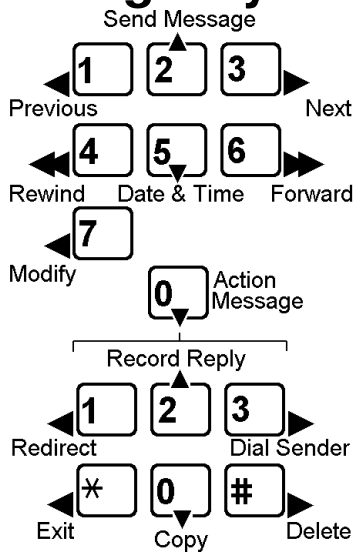 Send Message
1 2 3
Previous Next
4 5 6
Rewind Date & Time Forward
7
Modify
0 Action
Message
Record Reply
1 2 3
Redirect Dial Sender
* 0 #
Exit Copy Delete